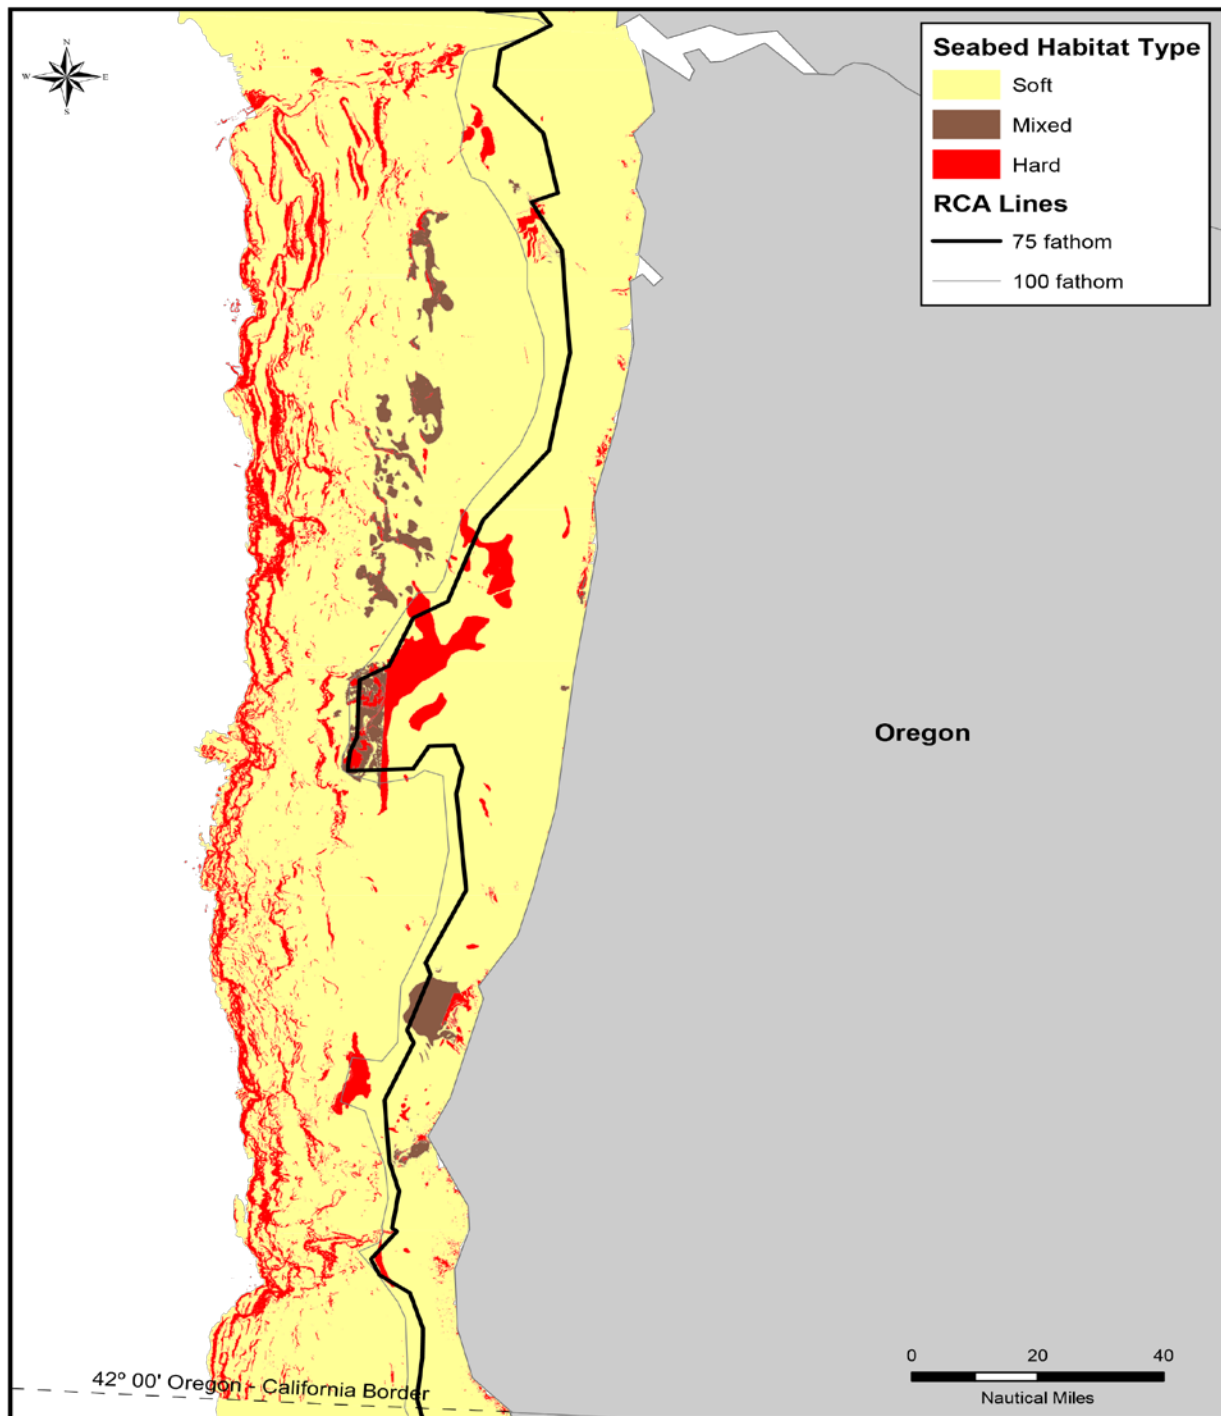 N
W E
S
Seabed Habitat Type
Soft
Mixed
Hard
RCA Lines
75 fathom
100 fathom
Oregon
0 20 40
Nautical Miles
42° 00' Oregon - California Border